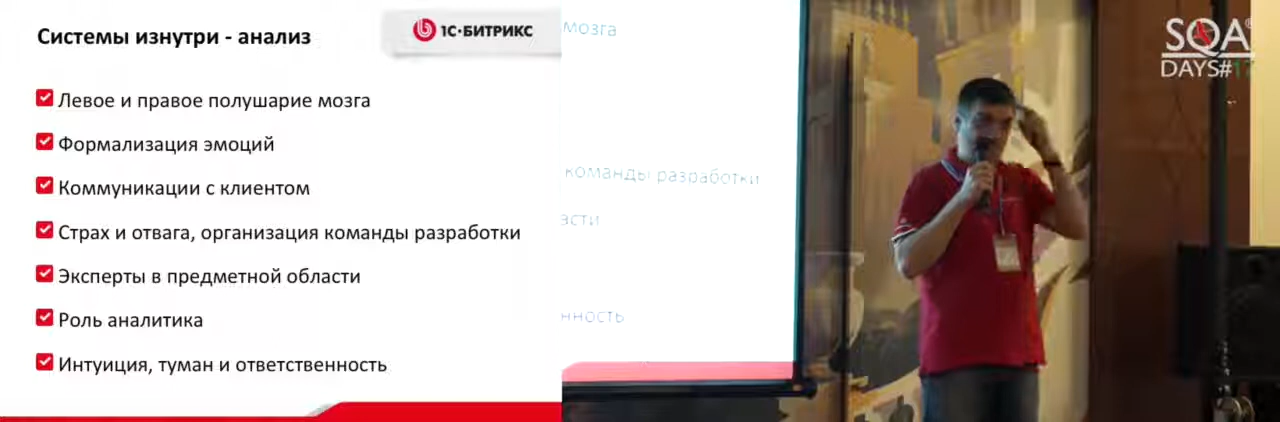 Системы изнутри - анализ
1С·БИТРИКС
Левое и правое полушарие мозга
Формализация эмоций
Коммуникации с клиентом
Страх и отвага, организация команды разработки
Эксперты в предметной области
Роль аналитика
Интуиция, туман и ответственность
мозга
команды разработки
асти
нность
SQA®
DAYS#17